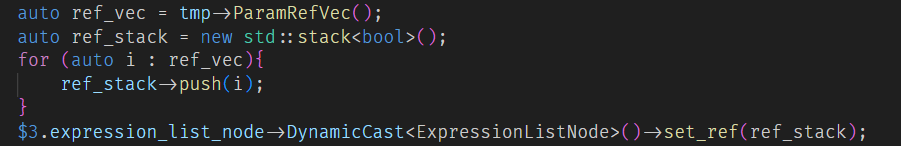 auto ref_vec = tmp->ParamRefVec();
auto ref_stack = new std::stack<bool>();
for (auto i : ref_vec){
    ref_stack->push(i);
}
$3.expression_list_node->DynamicCast<ExpressionListNode>()->set_ref(ref_stack);